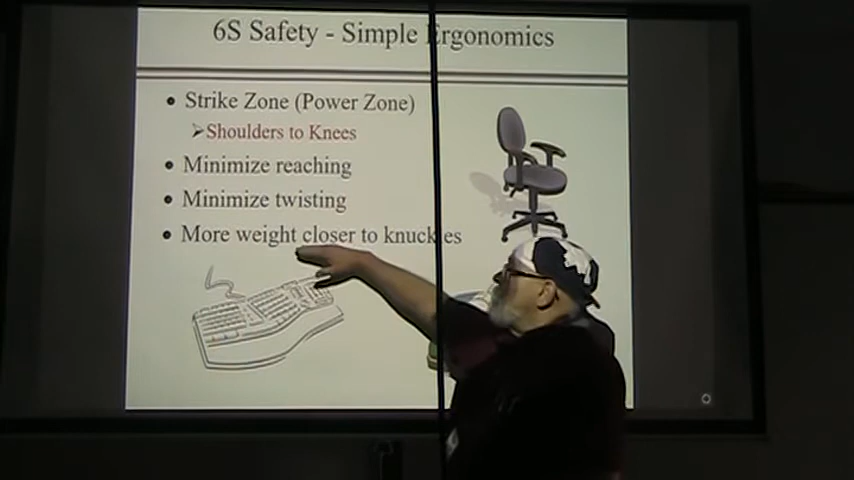 6S Safety - Simple Ergonomics
Strike Zone (Power Zone)
Shoulders to Knees
Minimize reaching
Minimize twisting
More weight closer to knuckles